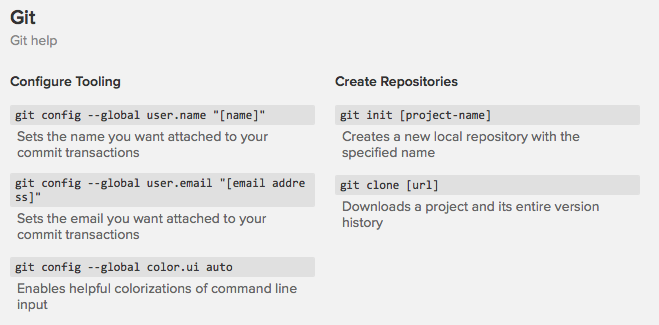 Git
Git help
Configure Tooling
git config --global user.name "[name]"
Sets the name you want attached to your
commit transactions
git config --global user.email "[email addre
ss]"
Sets the email you want attached to your
commit transactions
git config --global color.ui auto
Enables helpful colorizations of command line
input
Create Repositories
git init [project-name]
Creates a new local repository with the
specified name
git clone [url]
Downloads a project and its entire version
history